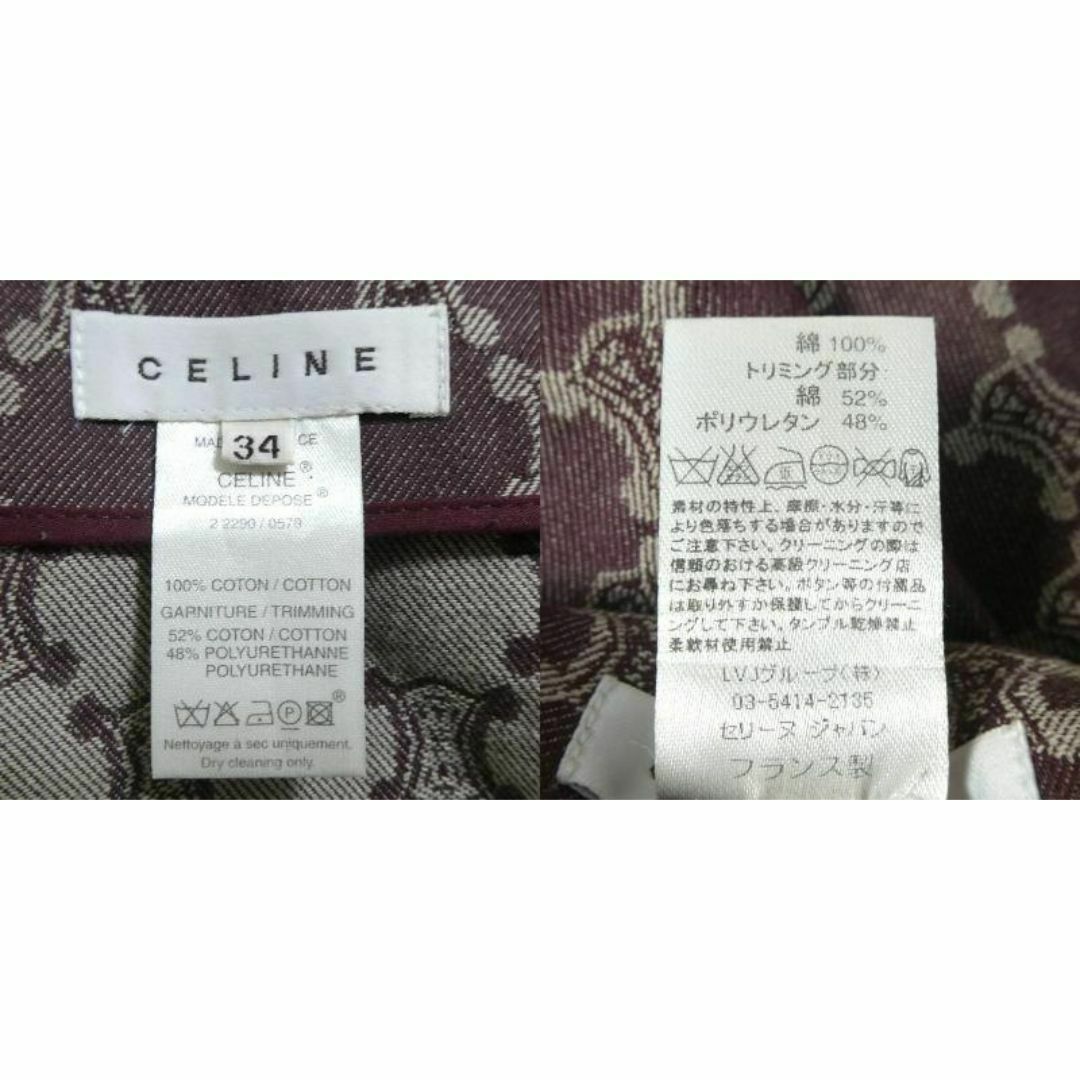 CELINE
34
CELINE®
MODELE DEPOSE®
2 2290 / 0579
100% COTON / COTTON
GARNITURE / TRIMMING
52% COTON / COTTON
48% POLYURETHANNE
POLYURETHANE
®
Nettoyage à sec uniquement.
Dry cleaning only.
綿 100%
トリミング部分
綿 52%
ポリウレタン 48%
素材の特性上、摩擦・水分・汗等に
より色落ちする場合がありますので
ご注意下さい。クリーニングの際は
信頼のおける高級クリーニング店
にお尋ね下さい。ボタン等の付属品
は取り外すか保護してからクリーニ
ングして下さい。タンブル乾燥禁止
柔軟材使用禁止
LVJグループ(株)
03-5414-2135
セリーヌ ジャパン
フランス製